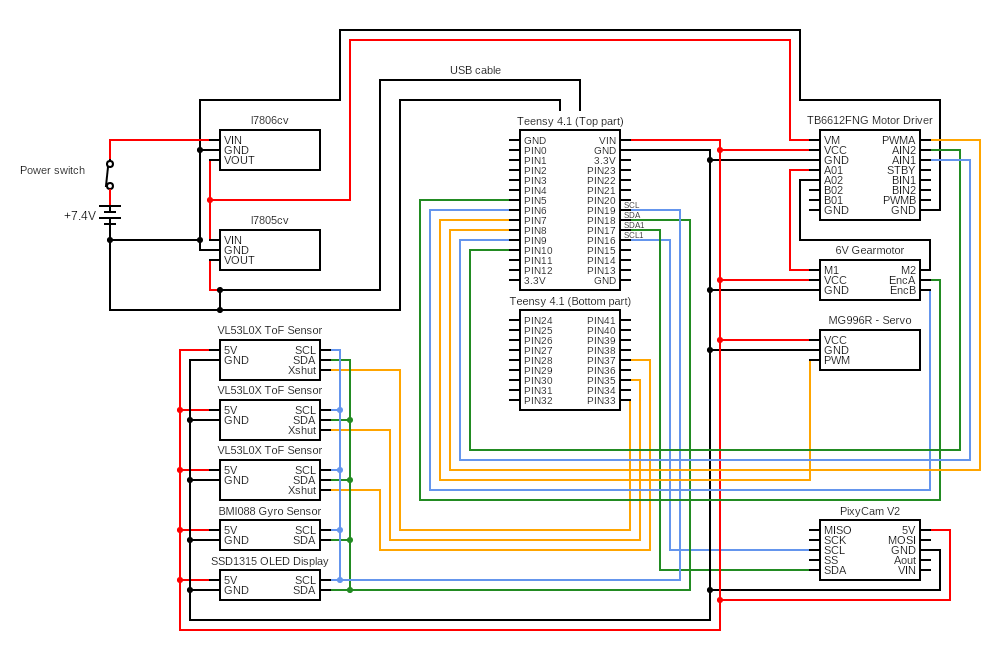 USB cable
l7806cv
VIN
GND
VOUT
Power switch
+7.4V
l7805cv
VIN
GND
VOUT
Teensy 4.1 (Top part)
GND VIN
PIN0 GND
PIN1 3.3V
PIN2 PIN23
PIN3 PIN22
PIN4 PIN21
PIN5 PIN20
PIN6 PIN19 SCL
PIN7 PIN18 SDA
PIN8 PIN17 SDA1
PIN9 PIN16 SCL1
PIN10 PIN15
PIN11 PIN14
PIN12 PIN13
3.3V GND
Teensy 4.1 (Bottom part)
PIN24 PIN41
PIN25 PIN40
PIN26 PIN39
PIN27 PIN38
PIN28 PIN37
PIN29 PIN36
PIN30 PIN35
PIN31 PIN34
PIN32 PIN33
TB6612FNG Motor Driver
VM PWMA
VCC AIN2
GND AIN1
A01 STBY
A02 BIN1
B02 BIN2
B01 PWMB
GND GND
6V Gearmotor
M1 M2
VCC EncA
GND EncB
MG996R - Servo
VCC
GND
PWM
VL53L0X ToF Sensor
5V SCL
GND SDA
Xshut
VL53L0X ToF Sensor
5V SCL
GND SDA
Xshut
VL53L0X ToF Sensor
5V SCL
GND SDA
Xshut
BMI088 Gyro Sensor
5V SCL
GND SDA
SSD1315 OLED Display
5V SCL
GND SDA
PixyCam V2
MISO 5V
SCK MOSI
SCL GND
SS Aout
SDA VIN